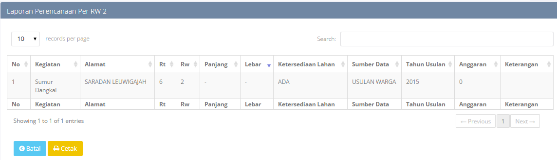 Laporan Perencanaan Per RW 2
10 records per page Search:
No Kegiatan Alamat Rt Rw Panjang Lebar Ketersediaan Lahan Sumber Data Tahun Usulan Anggaran Keterangan
1 Sumur Dangkal SARADAN LEUWIGAJAH 6 2 - - ADA USULAN WARGA 2015 0
No Kegiatan Alamat Rt Rw Panjang Lebar Ketersediaan Lahan Sumber Data Tahun Usulan Anggaran Keterangan
Showing 1 to 1 of 1 entries ← Previous 1 Next →
Batal Cetak